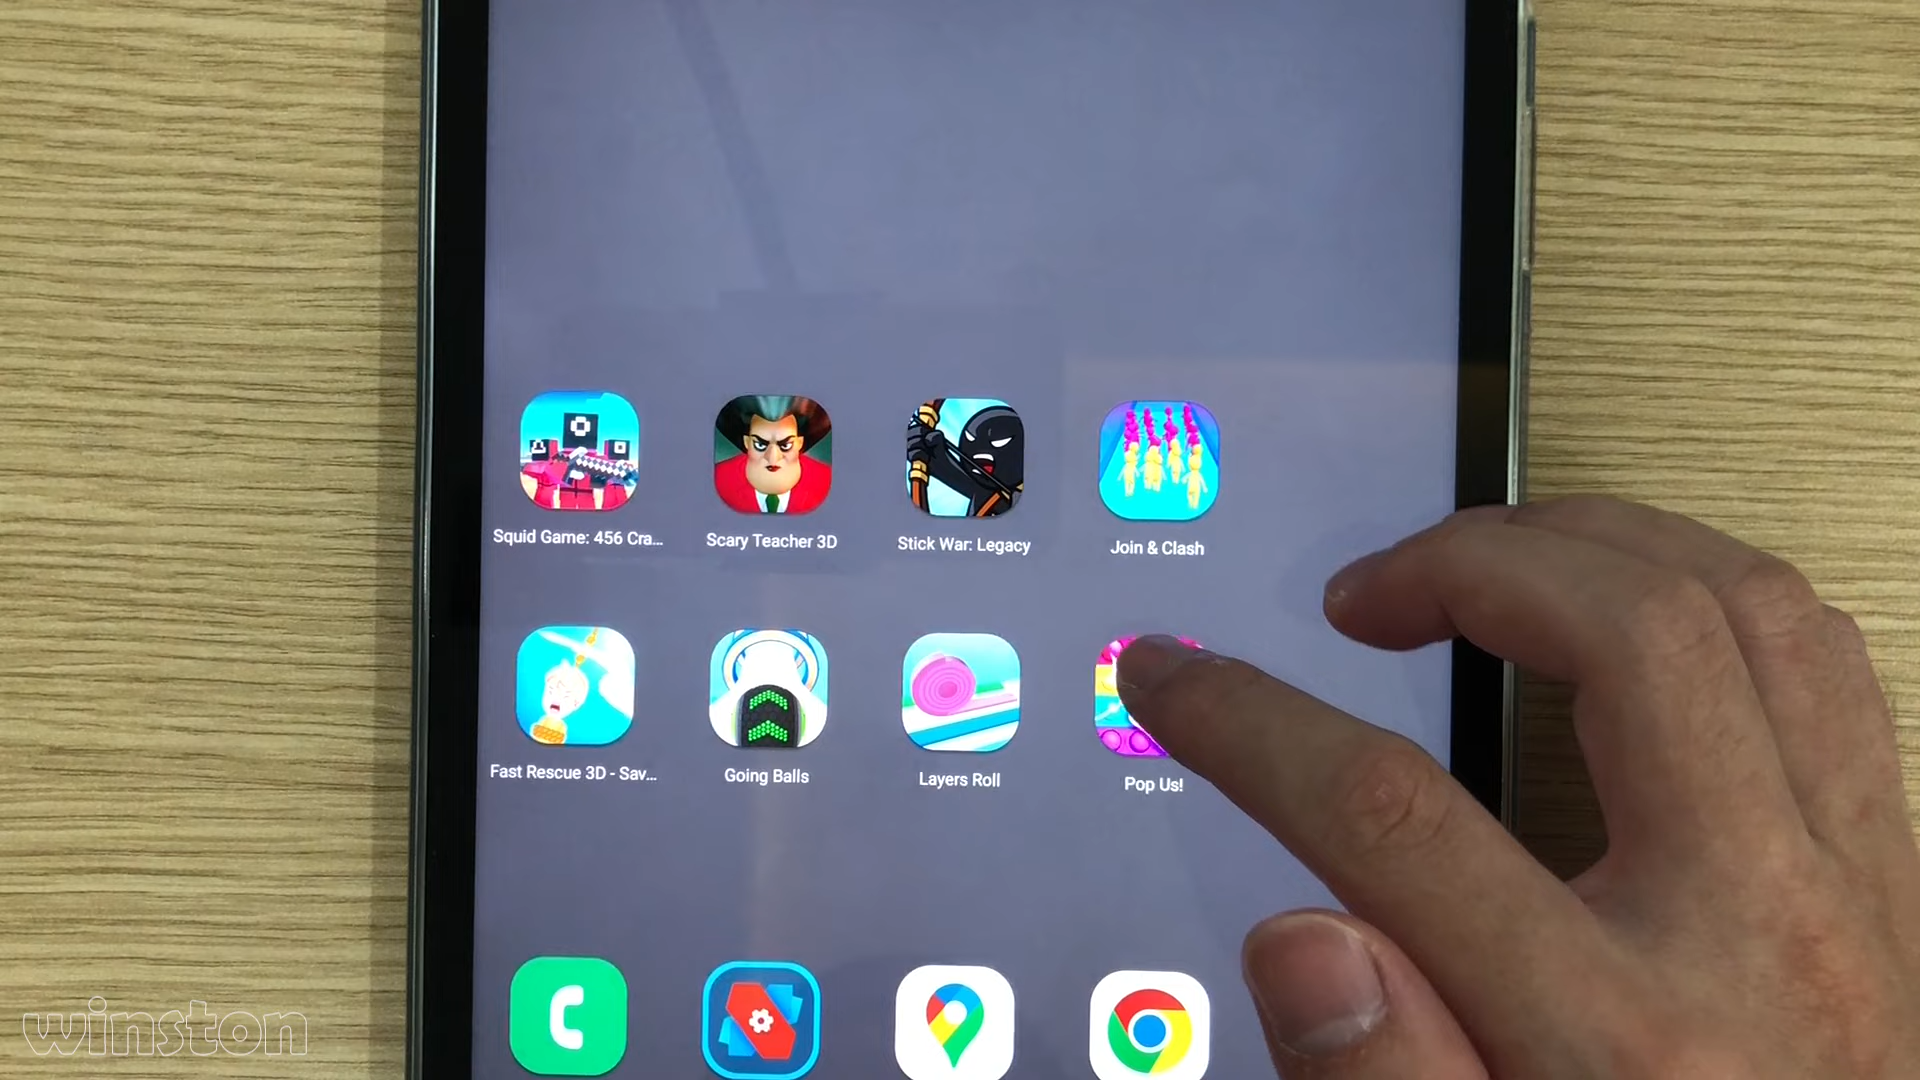 Squid Game: 456 Cra...
Scary Teacher 3D
Stick War: Legacy
Join & Clash
Fast Rescue 3D - Sav...
Going Balls
Layers Roll
Pop Us!
winston